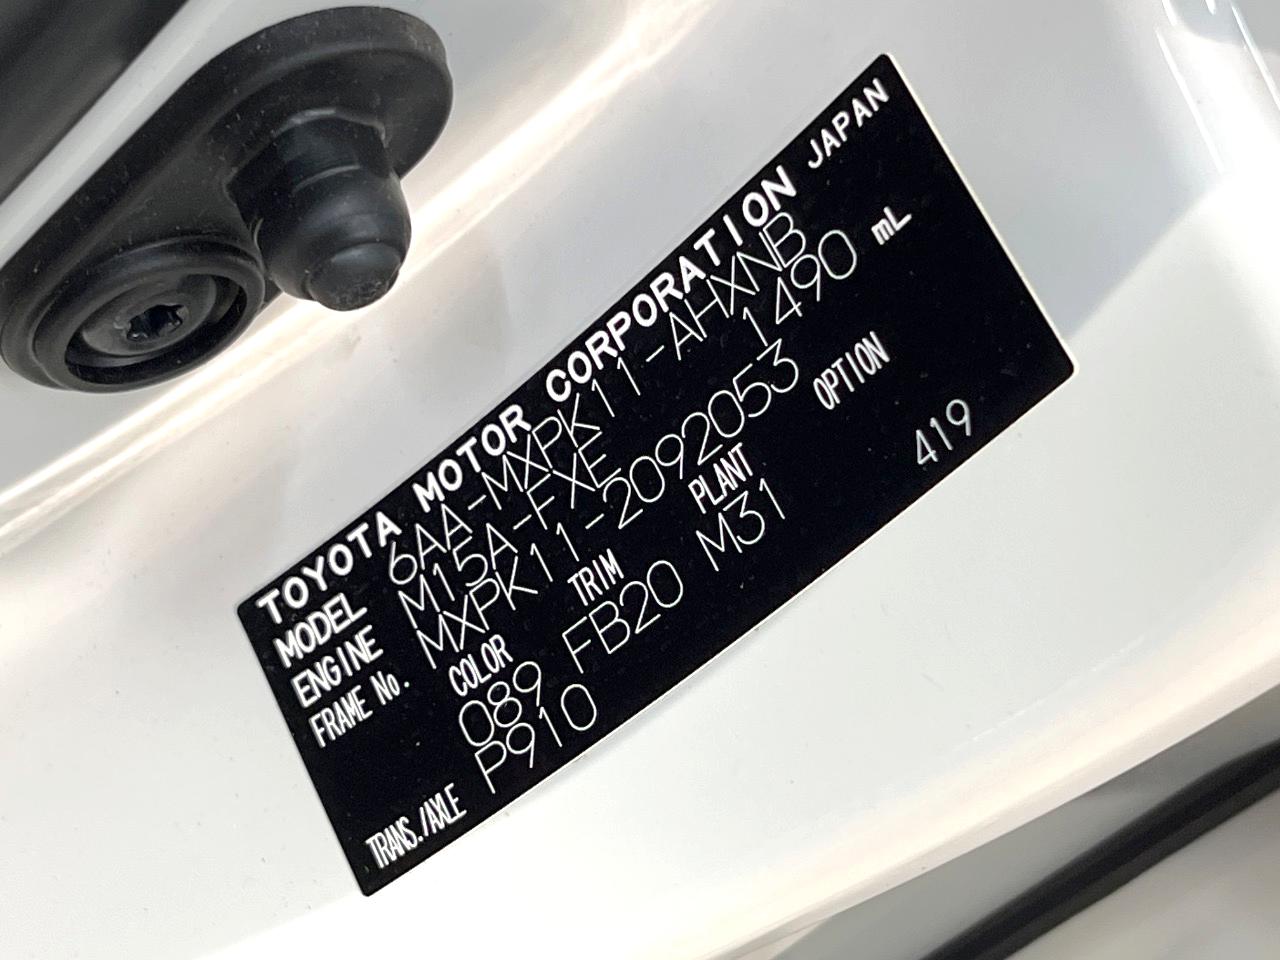 TOYOTA MOTOR CORPORATION JAPAN
MODEL 6AA-MXPK11-AHXNB
ENGINE M15A-FXE 1490 mL
FRAME No. MXPK11-2092053
COLOR TRIM PLANT OPTION
089 FB20 M31 419
TRANS./AXLE P910